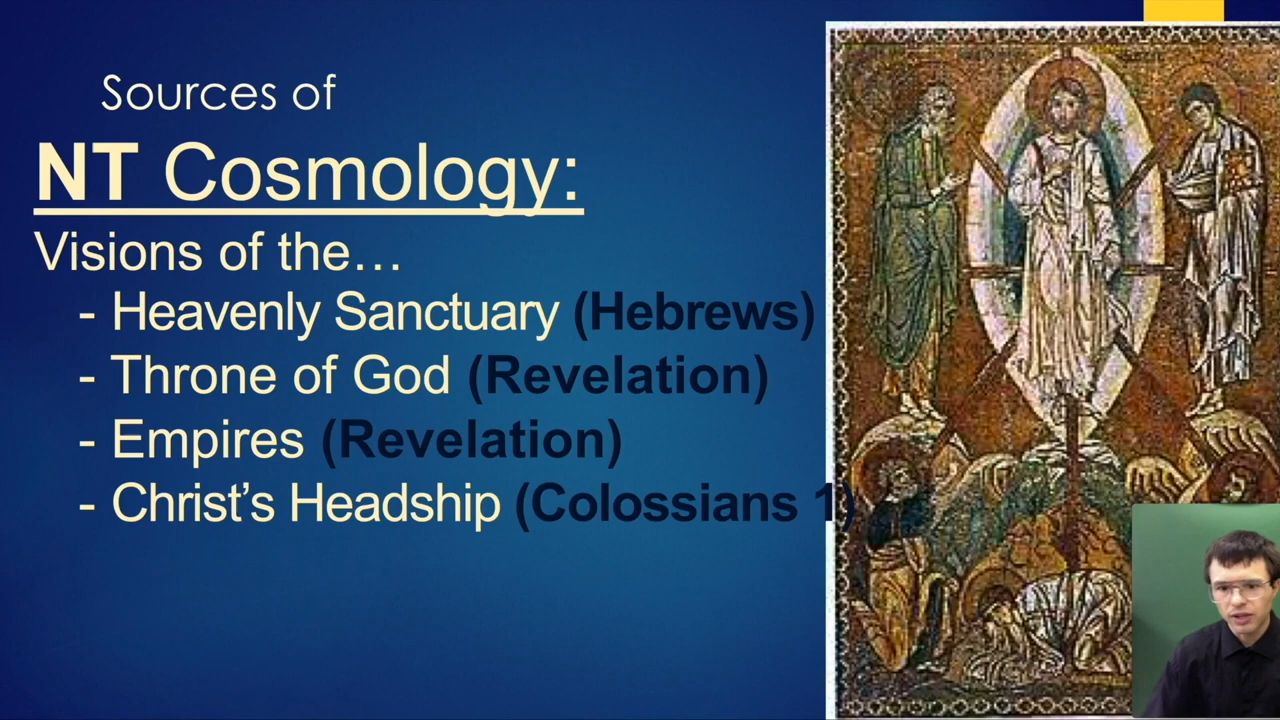 Sources of
NT Cosmology:
Visions of the…
- Heavenly Sanctuary (Hebrews)
- Throne of God (Revelation)
- Empires (Revelation)
- Christ’s Headship (Colossians 1)